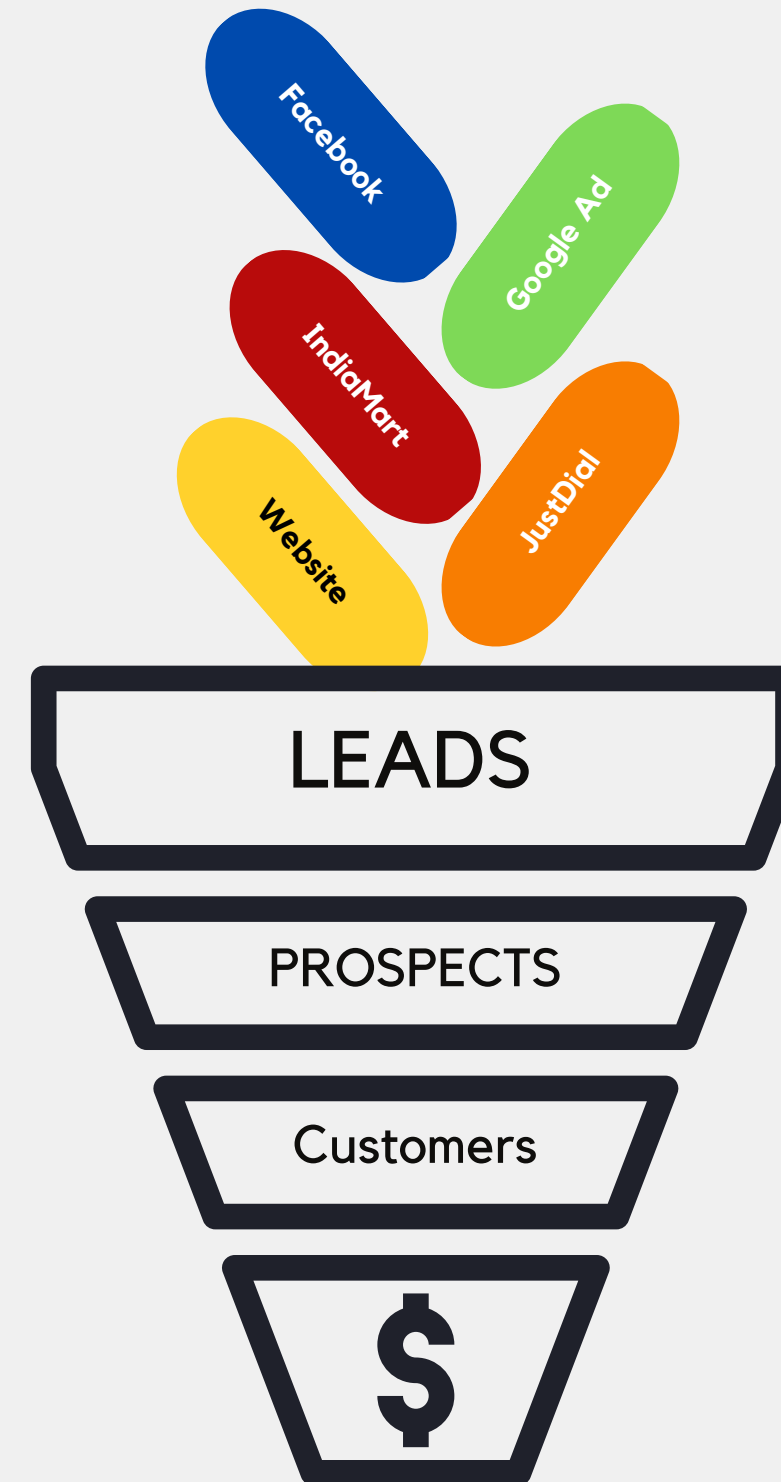 Facebook
Google Ad
IndiaMart
JustDial
Website
LEADS
PROSPECTS
Customers
$